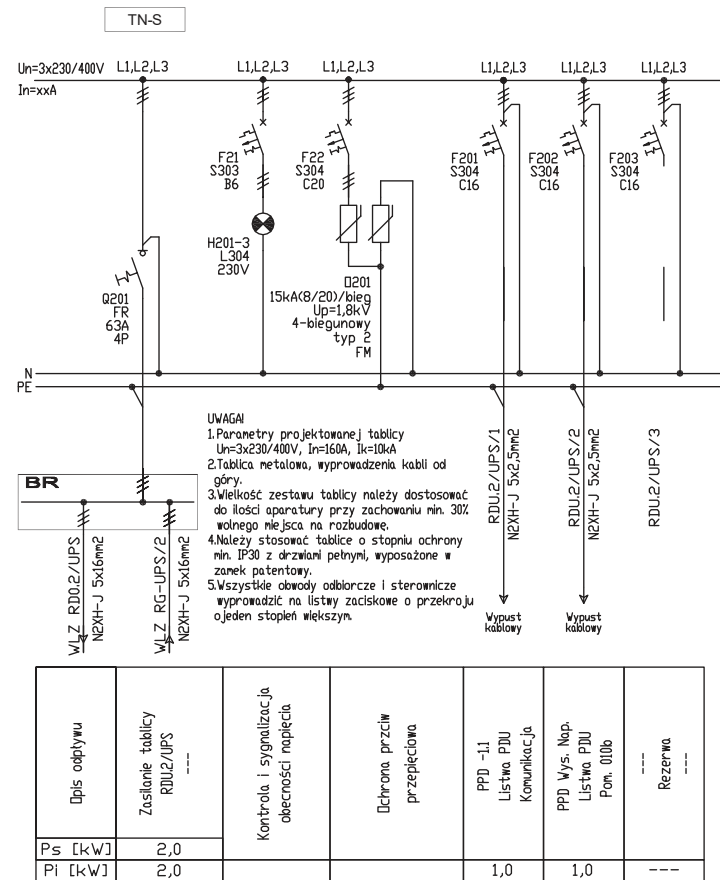 TN-S
Un=3x230/400V
In=xxA
L1,L2,L3
L1,L2,L3
L1,L2,L3
L1,L2,L3
L1,L2,L3
L1,L2,L3
F21
S303
B6
F22
S304
C20
F201
S304
C16
F202
S304
C16
F203
S304
C16
H201-3
L304
230V
Q201
FR
63A
4P
O201
15kA(8/20)/bieg
Up=1,8kV
4-biegunowy
typ 2
FM
N
PE
UWAGA!
1.Parametry projektowanej tablicy
Un=3x230/400V, In=160A, Ik=10kA
2.Tablica metalowa, wyprowadzenia kabli od
góry.
3.Wielkość zestawu tablicy należy dostosować
do ilości aparatury przy zachowaniu min. 30%
wolnego miejsca na rozbudowę.
4.Należy stosować tablice o stopniu ochrony
min. IP30 z drzwiami pełnymi, wyposażone w
zamek patentowy.
5.Wszystkie obwody odbiorcze i sterownicze
wyprowadzić na listwy zaciskowe o przekroju
ojeden stopień większym.
BR
WLZ RDO.2/UPS
N2XH-J 5x16mm2
WLZ RG-UPS/2
N2XH-J 5x16mm2
RDU.2/UPS/1
N2XH-J 5x2,5mm2
RDU.2/UPS/2
N2XH-J 5x2,5mm2
RDU.2/UPS/3
Wypust
kablowy
Wypust
kablowy
Opis odpływu
Zasilanie tablicy
RDU.2/UPS
---
Kontrola i sygnalizacja
obecności napięcia
Ochrona przciw
przepięciowa
PPD -1.1
Listwa PDU
Komunikacja
PPD Wys. Nap.
Listwa PDU
Pom. 010b
---
Rezerwa
---
Ps [kW] 2,0
Pi [kW] 2,0 1,0 1,0 ---